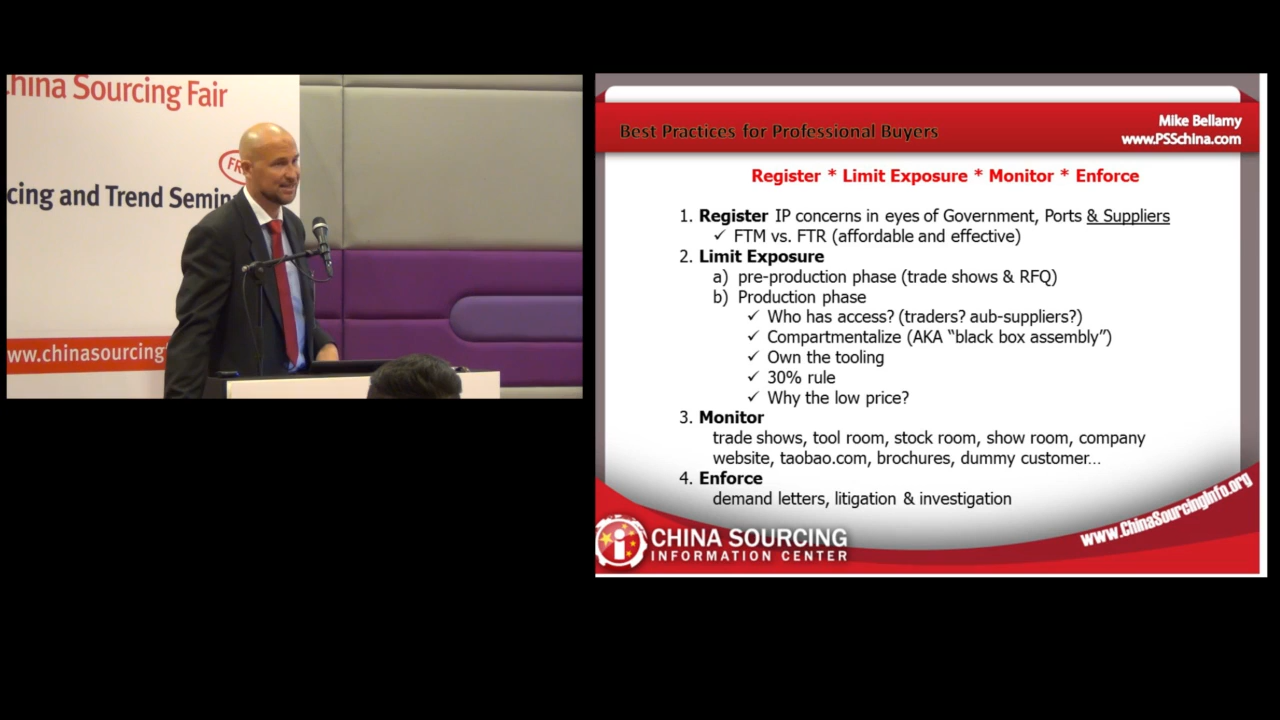 China Sourcing Fair
FR
cing and Trend Semin
www.chinasourcing
Best Practices for Professional Buyers
Mike Bellamy
www.PSSchina.com
Register * Limit Exposure * Monitor * Enforce
1. Register IP concerns in eyes of Government, Ports & Suppliers
✓ FTM vs. FTR (affordable and effective)
2. Limit Exposure
a) pre-production phase (trade shows & RFQ)
b) Production phase
✓ Who has access? (traders? aub-suppliers?)
✓ Compartmentalize (AKA “black box assembly”)
✓ Own the tooling
✓ 30% rule
✓ Why the low price?
3. Monitor
trade shows, tool room, stock room, show room, company
website, taobao.com, brochures, dummy customer…
4. Enforce
demand letters, litigation & investigation
www.ChinaSourcingInfo.org
i CHINA SOURCING
INFORMATION CENTER